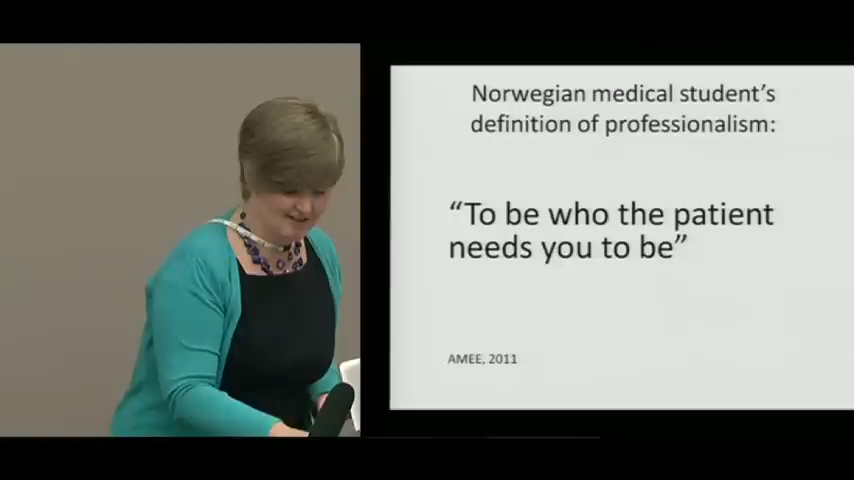 Norwegian medical student's
definition of professionalism:
“To be who the patient
needs you to be”
AMEE, 2011